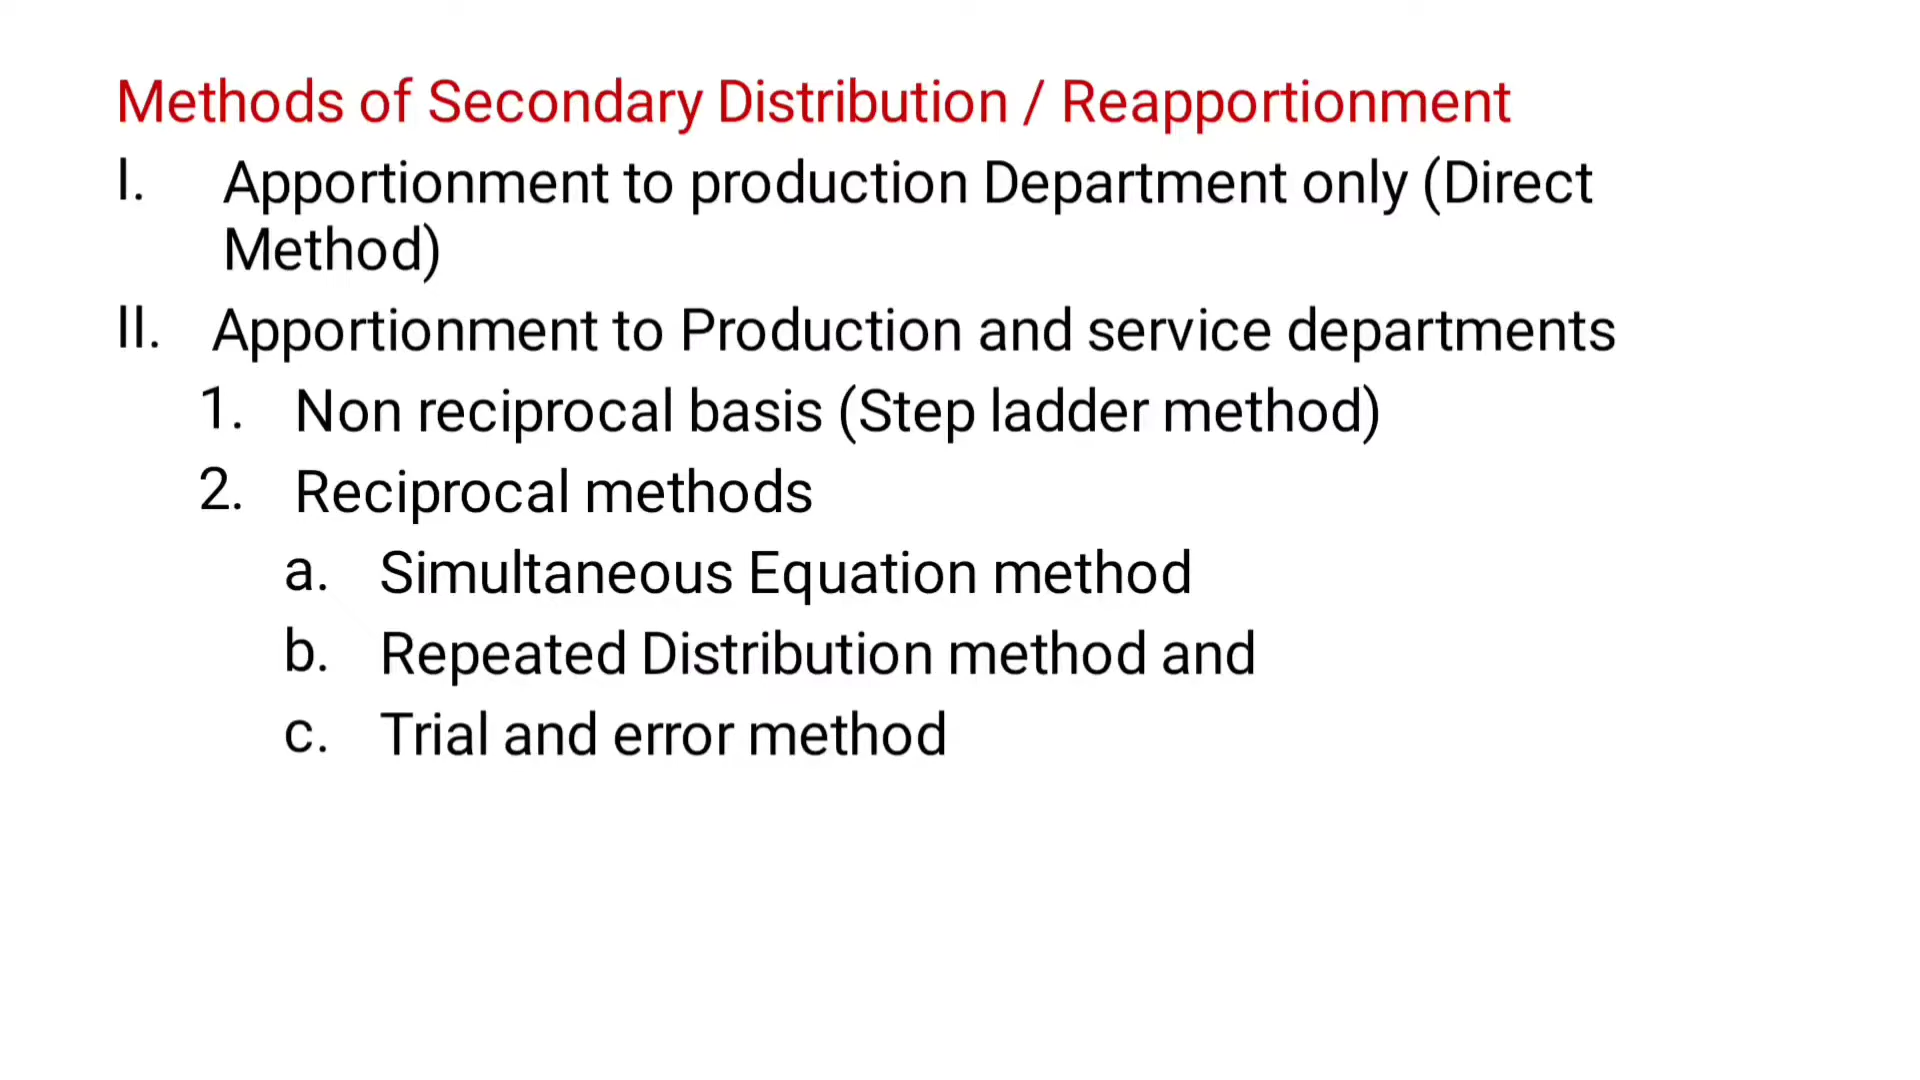 Methods of Secondary Distribution / Reapportionment
I. Apportionment to production Department only (Direct
Method)
II. Apportionment to Production and service departments
1. Non reciprocal basis (Step ladder method)
2. Reciprocal methods
a. Simultaneous Equation method
b. Repeated Distribution method and
c. Trial and error method